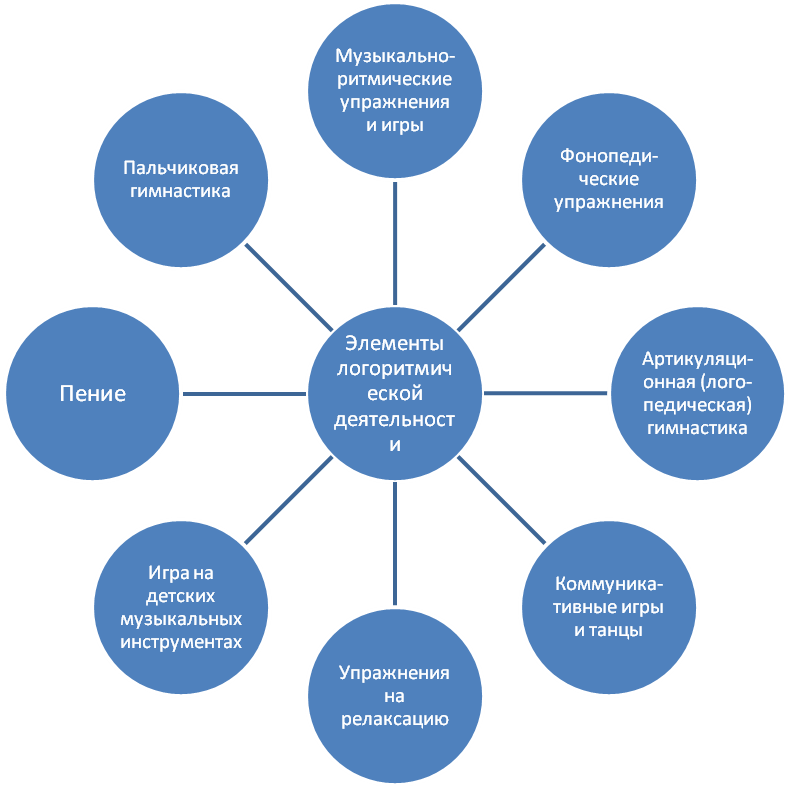 Музыкально-
ритмические
упражнения
и игры
Фонопеди-
ческие
упражнения
Артикуляци-
онная (лого-
педическая)
гимнастика
Коммуника-
тивные игры
и танцы
Упражнения
на
релаксацию
Игра на
детских
музыкальных
инструментах
Пение
Пальчиковая
гимнастика
Элементы
логоритмич
еской
деятельност
и